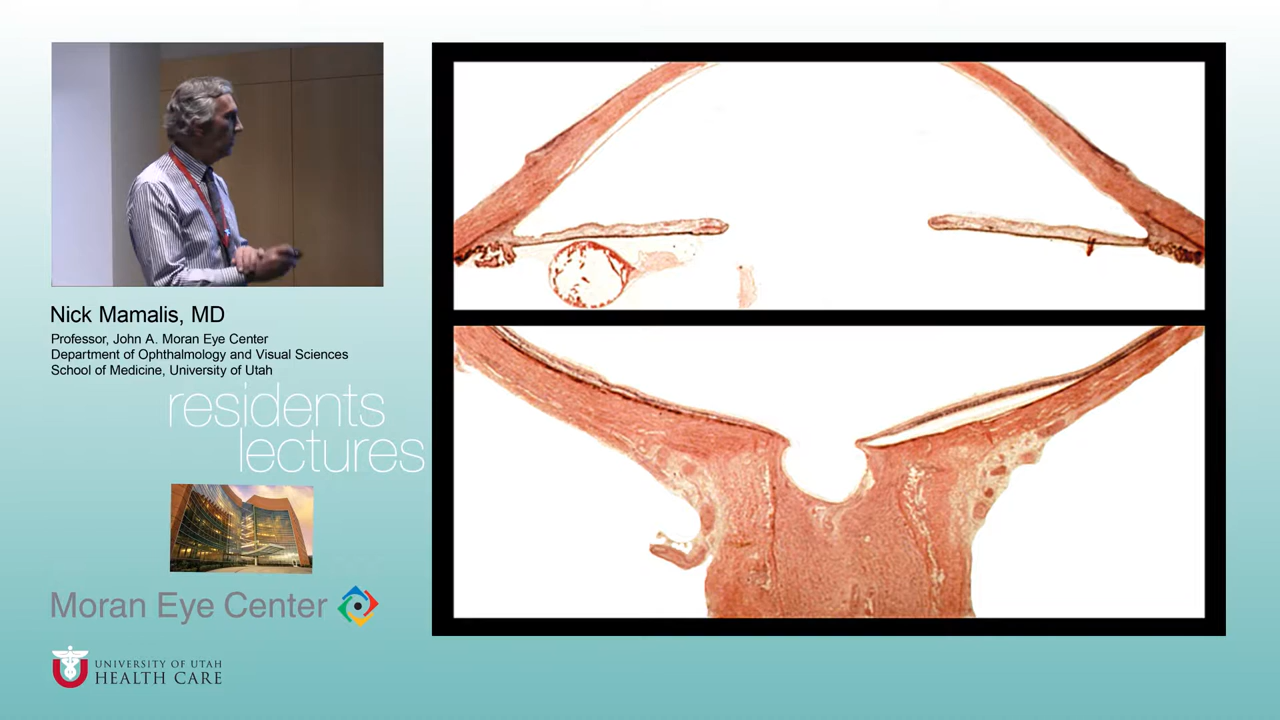 Nick Mamalis, MD
Professor, John A. Moran Eye Center
Department of Ophthalmology and Visual Sciences
School of Medicine, University of Utah
residents
lectures
Moran Eye Center
UNIVERSITY OF UTAH
HEALTH CARE